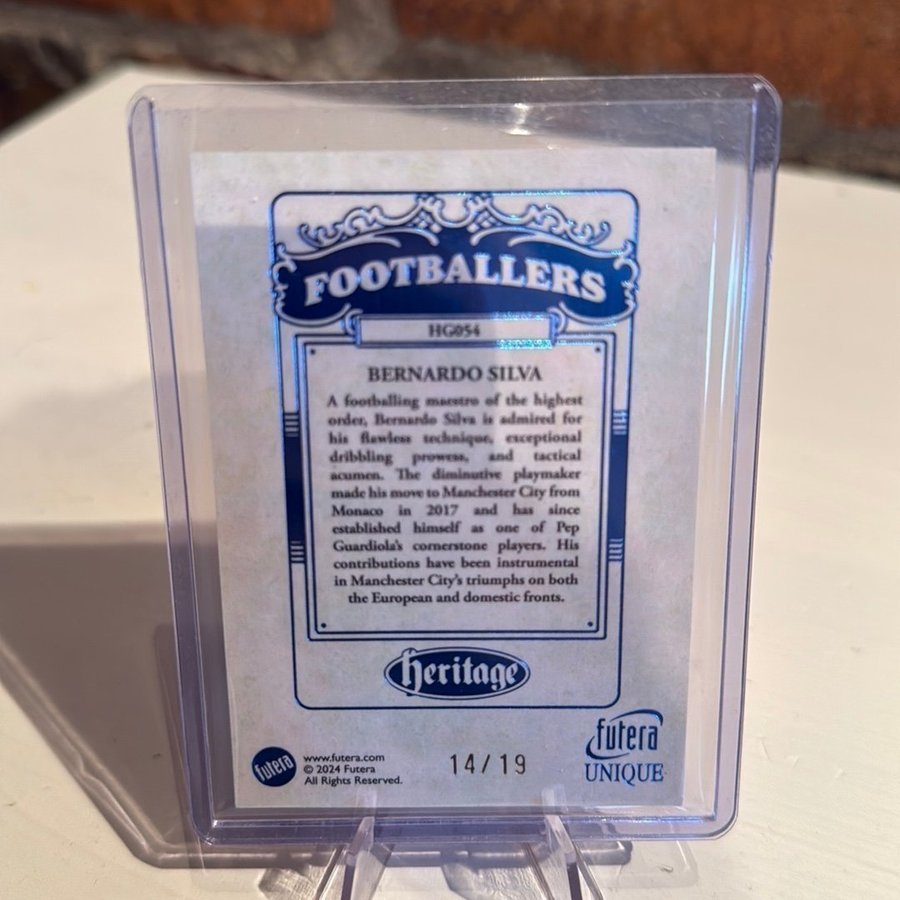 FOOTBALLERS
HG054
BERNARDO SILVA
A footballing maestro of the highest
order, Bernardo Silva is admired for
his flawless technique, exceptional
dribbling prowess, and tactical
acumen. The diminutive playmaker
made his move to Manchester City from
Monaco in 2017 and has since
established himself as one of Pep
Guardiola's cornerstone players. His
contributions have been instrumental
in Manchester City's triumphs on both
the European and domestic fronts.
heritage
futera
UNIQUE
futera
www.futera.com
© 2024 Futera
All Rights Reserved.
14/19